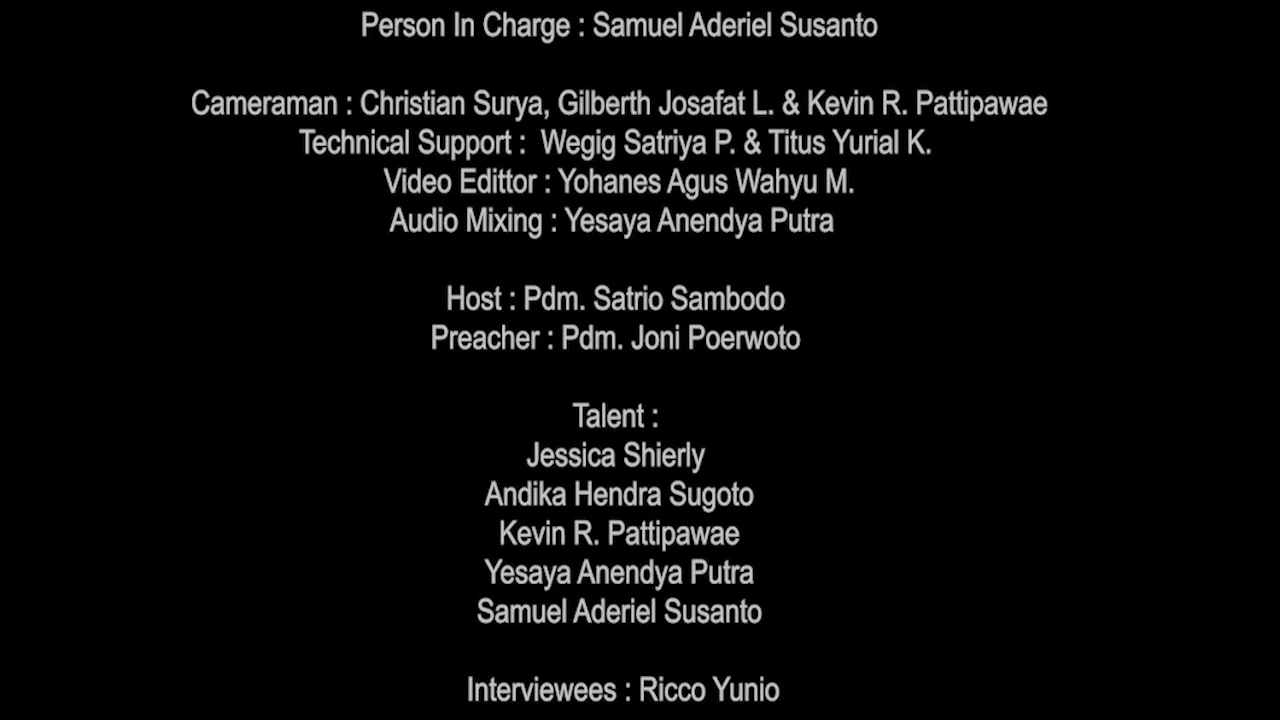 Person In Charge : Samuel Aderiel Susanto
Cameraman : Christian Surya, Gilberth Josafat L. & Kevin R. Pattipawae
Technical Support :  Wegig Satriya P. & Titus Yurial K.
Video Edittor : Yohanes Agus Wahyu M.
Audio Mixing : Yesaya Anendya Putra
Host : Pdm. Satrio Sambodo
Preacher : Pdm. Joni Poerwoto
Talent :
Jessica Shierly
Andika Hendra Sugoto
Kevin R. Pattipawae
Yesaya Anendya Putra
Samuel Aderiel Susanto
Interviewees : Ricco Yunio